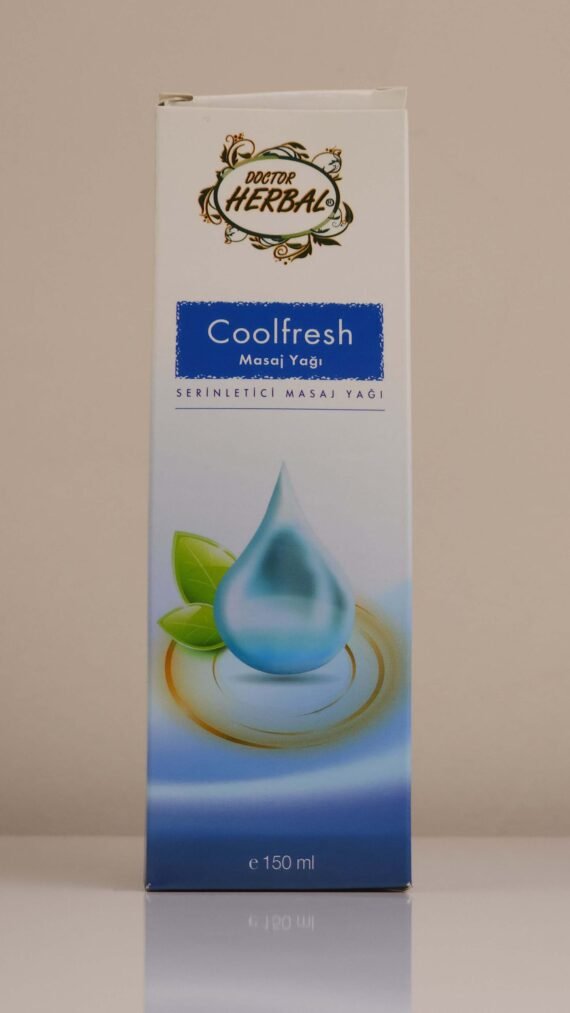 DOCTOR
HERBAL®
Coolfresh
Masaj Yağı
SERİNLETİCİ MASAJ YAĞI
℮ 150 ml